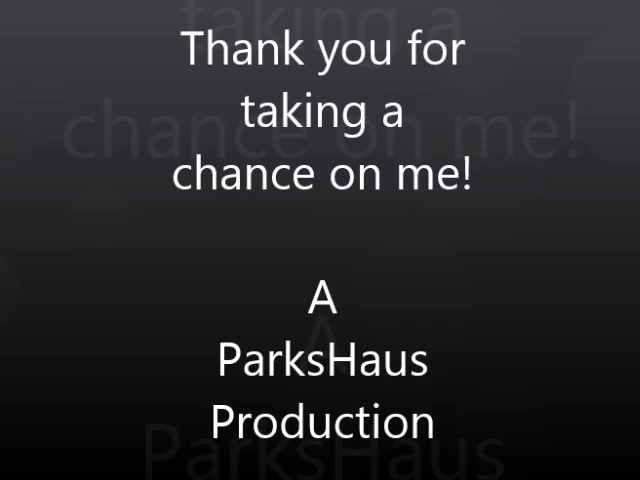 Thank you for
taking a
chance on me!
A
ParksHaus
Production